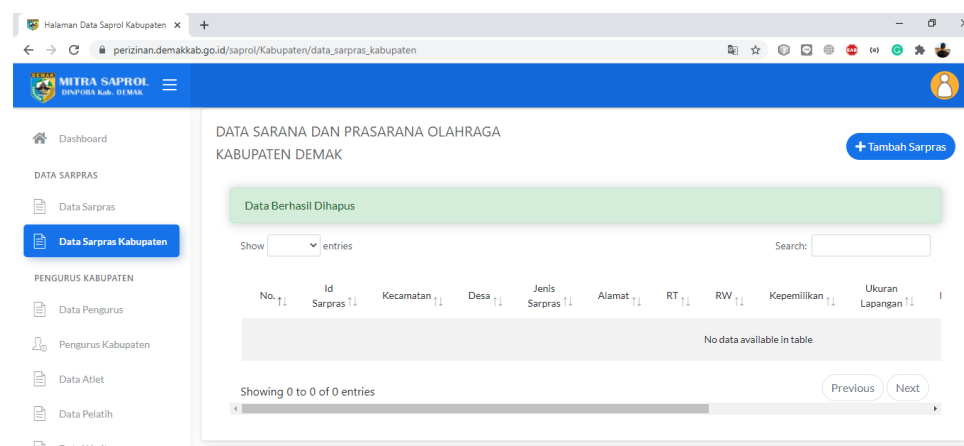 Halaman Data Saprol Kabupaten
perizinan.demakkab.go.id/saprol/Kabupaten/data_sarpras_kabupaten
DEMAK
MITRA SAPROL
DINPORA Kab. DEMAK
Dashboard
DATA SARPRAS
Data Sarpras
Data Sarpras Kabupaten
PENGURUS KABUPATEN
Data Pengurus
Pengurus Kabupaten
Data Atlet
Data Pelatih
DATA SARANA DAN PRASARANA OLAHRAGA
KABUPATEN DEMAK
+ Tambah Sarpras
Data Berhasil Dihapus
Show entries
Search:
No. Id Sarpras Kecamatan Desa Jenis Sarpras Alamat RT RW Kepemilikan Ukuran Lapangan
No data available in table
Showing 0 to 0 of 0 entries
Previous Next